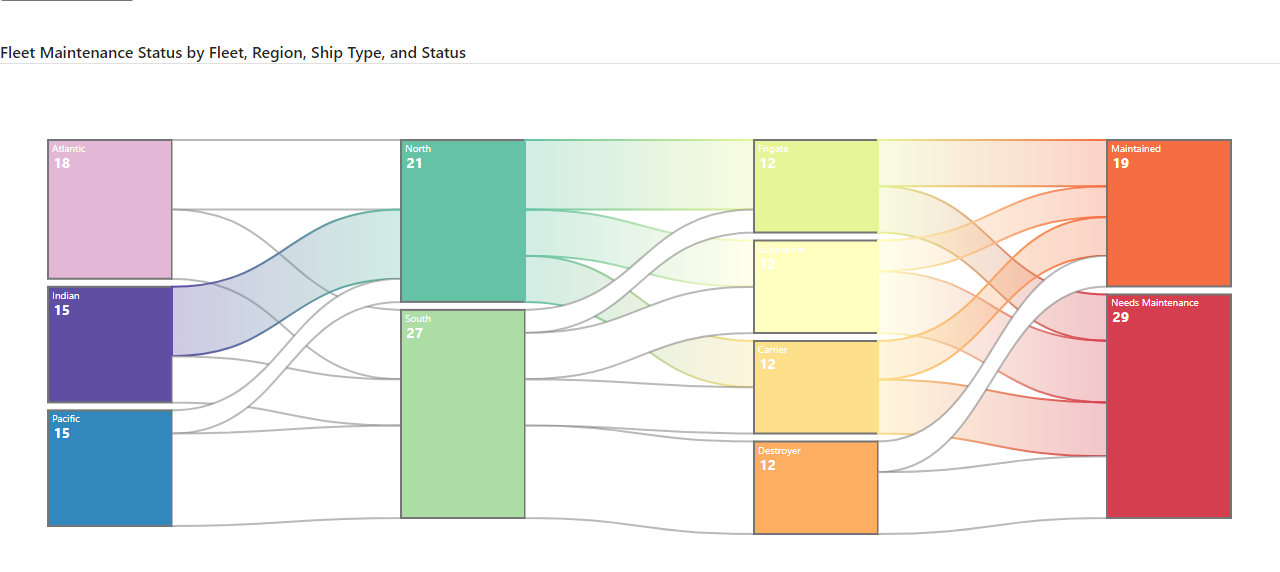 Fleet Maintenance Status by Fleet, Region, Ship Type, and Status
Atlantic
18
North
21
Frigate
12
Maintained
19
12
Indian
15
Needs Maintenance
29
South
27
Carrier
12
Pacific
15
Destroyer
12